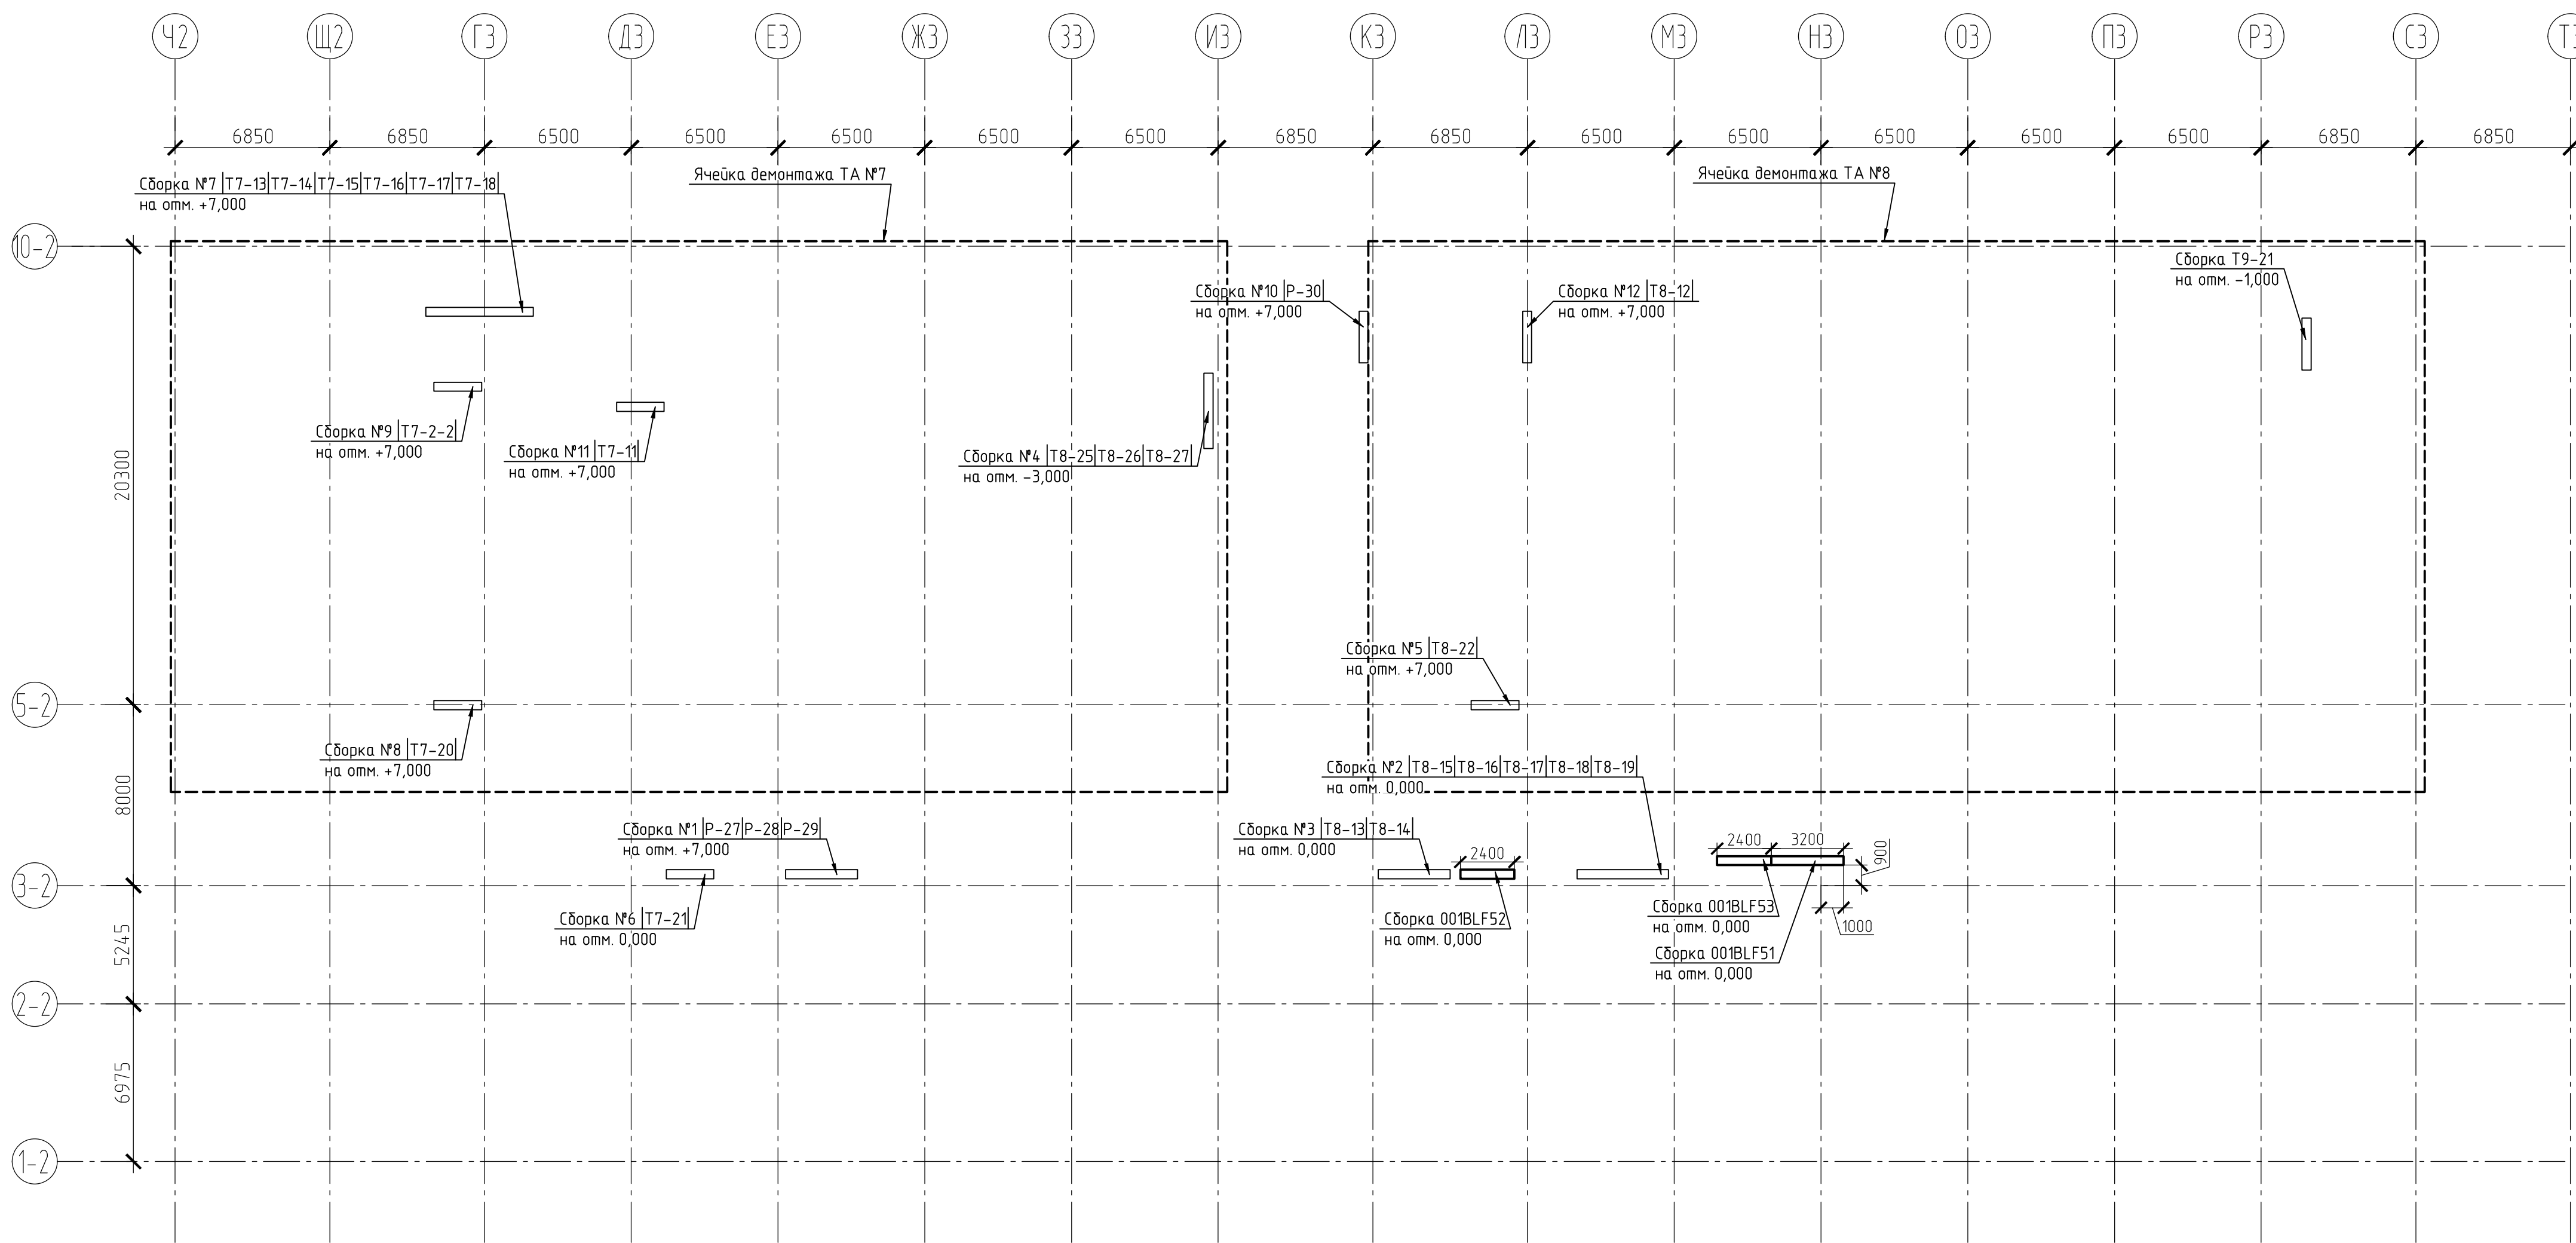 Ч2 Щ2 Г3 Д3 Е3 Ж3 З3 И3 К3 Л3 М3 Н3 О3 П3 Р3 С3
6850 6850 6500 6500 6500 6500 6500 6850 6850 6500 6500 6500 6500 6500 6850 6850
Ячейка демонтажа ТА №7
Ячейка демонтажа ТА №8
Сборка №7 |Т7-13|Т7-14|Т7-15|Т7-16|Т7-17|Т7-18|
на отм. +7,000
10-2
Сборка Т9-21
на отм. -1,000
Сборка №10 |Р-30|
на отм. +7,000
Сборка №12 |Т8-12|
на отм. +7,000
Сборка №9 |Т7-2-2|
на отм. +7,000
Сборка №11 |Т7-11|
на отм. +7,000
Сборка №4 |Т8-25|Т8-26|Т8-27|
на отм. -3,000
20300
Сборка №5 |Т8-22|
на отм. +7,000
5-2
Сборка №8 |Т7-20|
на отм. +7,000
Сборка №2 |Т8-15|Т8-16|Т8-17|Т8-18|Т8-19|
на отм. 0,000
8000
Сборка №1 |Р-27|Р-28|Р-29|
на отм. +7,000
Сборка №3 |Т8-13|Т8-14|
на отм. 0,000
2400
2400 3200
900
3-2
Сборка №6 |Т7-21|
на отм. 0,000
Сборка 001BLF52
на отм. 0,000
Сборка 001BLF53
на отм. 0,000
1000
Сборка 001BLF51
на отм. 0,000
5245
2-2
6975
1-2